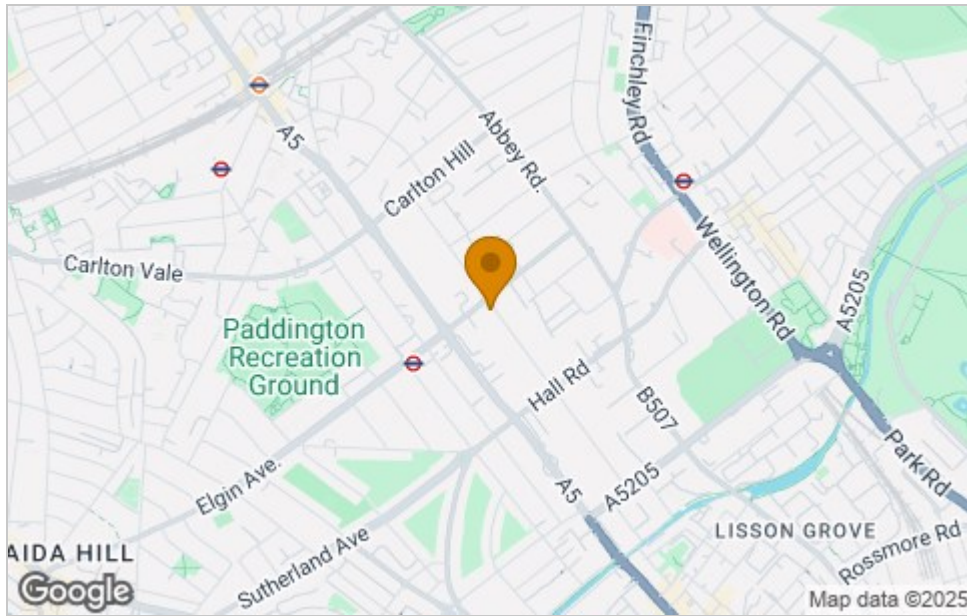 A5
Abbey Rd.
Finchley Rd
Carlton Hill
Wellington Rd
Carlton Vale
A5205
Paddington
Recreation
Ground
Hall Rd
B507
Park Rd
Elgin Ave.
A5
A5205
LISSON GROVE
AIDA HILL
Sutherland Ave
Rossmore Rd
Google
Map data ©2025